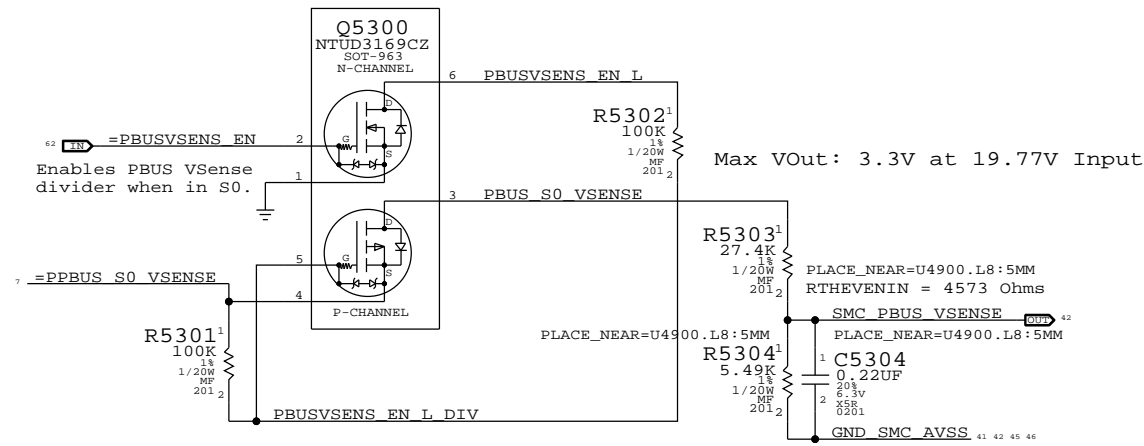 Q5300
NTUD3169CZ
SOT-963
N-CHANNEL
6 PBUSVSENS_EN_L
D
R5302 1
100K
1%
1/20W
MF
201 2
Max VOut: 3.3V at 19.77V Input
62 IN =PBUSVSENS_EN 2
G
S
Enables PBUS VSense
divider when in S0.
1
3 PBUS_S0_VSENSE
D
R5303 1
27.4K
1%
1/20W
MF
201 2
PLACE_NEAR=U4900.L8:5MM
RTHEVENIN = 4573 Ohms
5
G
S
7 =PPBUS_S0_VSENSE
4
P-CHANNEL
SMC_PBUS_VSENSE OUT 42
R5301 1
100K
1%
1/20W
MF
201 2
PLACE_NEAR=U4900.L8:5MM
PLACE_NEAR=U4900.L8:5MM
R5304 1
5.49K
1%
1/20W
MF
201 2
1 C5304
0.22UF
20%
6.3V
2 X5R
0201
PBUSVSENS_EN_L_DIV
GND_SMC_AVSS 41 42 45 46